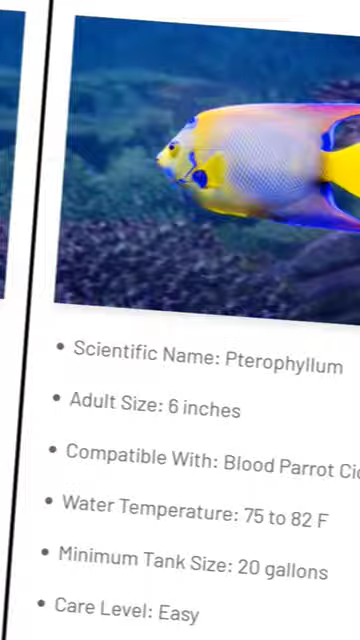 Scientific Name: Pterophyllum
Adult Size: 6 inches
Compatible With: Blood Parrot
Water Temperature: 75 to 82 F
Minimum Tank Size: 20 gallons
Care Level: Easy